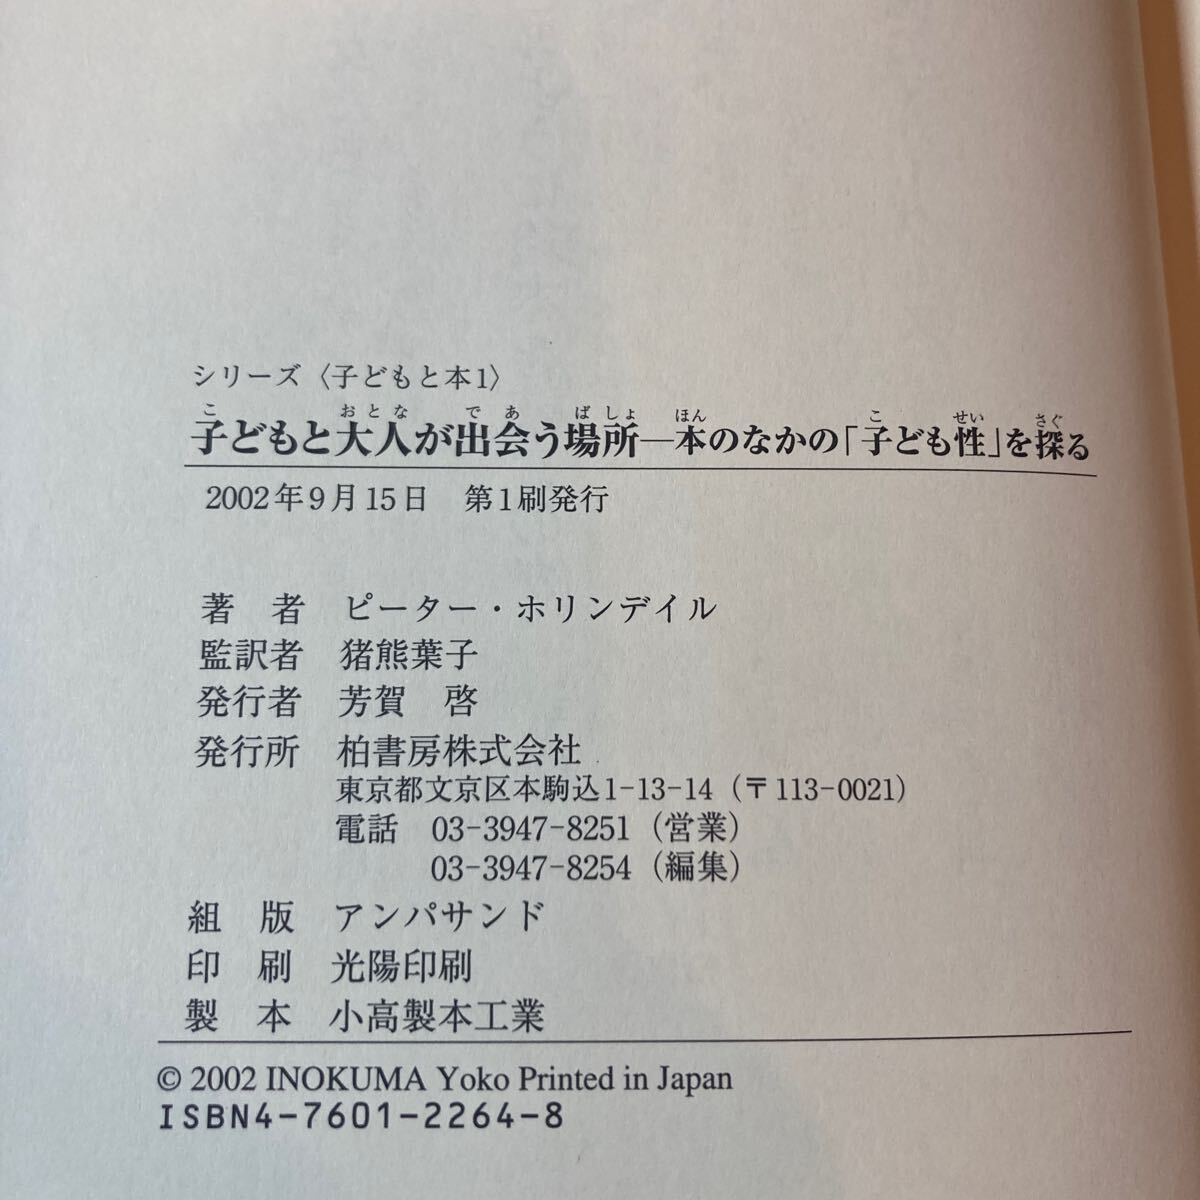 シリーズ〈子どもと本1〉
子どもと大人が出会う場所―本のなかの「子ども性」を探る
2002年9月15日　第1刷発行
著　者　ピーター・ホリンデイル
監訳者　猪熊葉子
発行者　芳賀　啓
発行所　柏書房株式会社
東京都文京区本駒込1-13-14（〒113-0021）
電話　03-3947-8251（営業）
03-3947-8254（編集）
組　版　アンパサンド
印　刷　光陽印刷
製　本　小高製本工業
© 2002 INOKUMA Yoko Printed in Japan
ISBN4-7601-2264-8